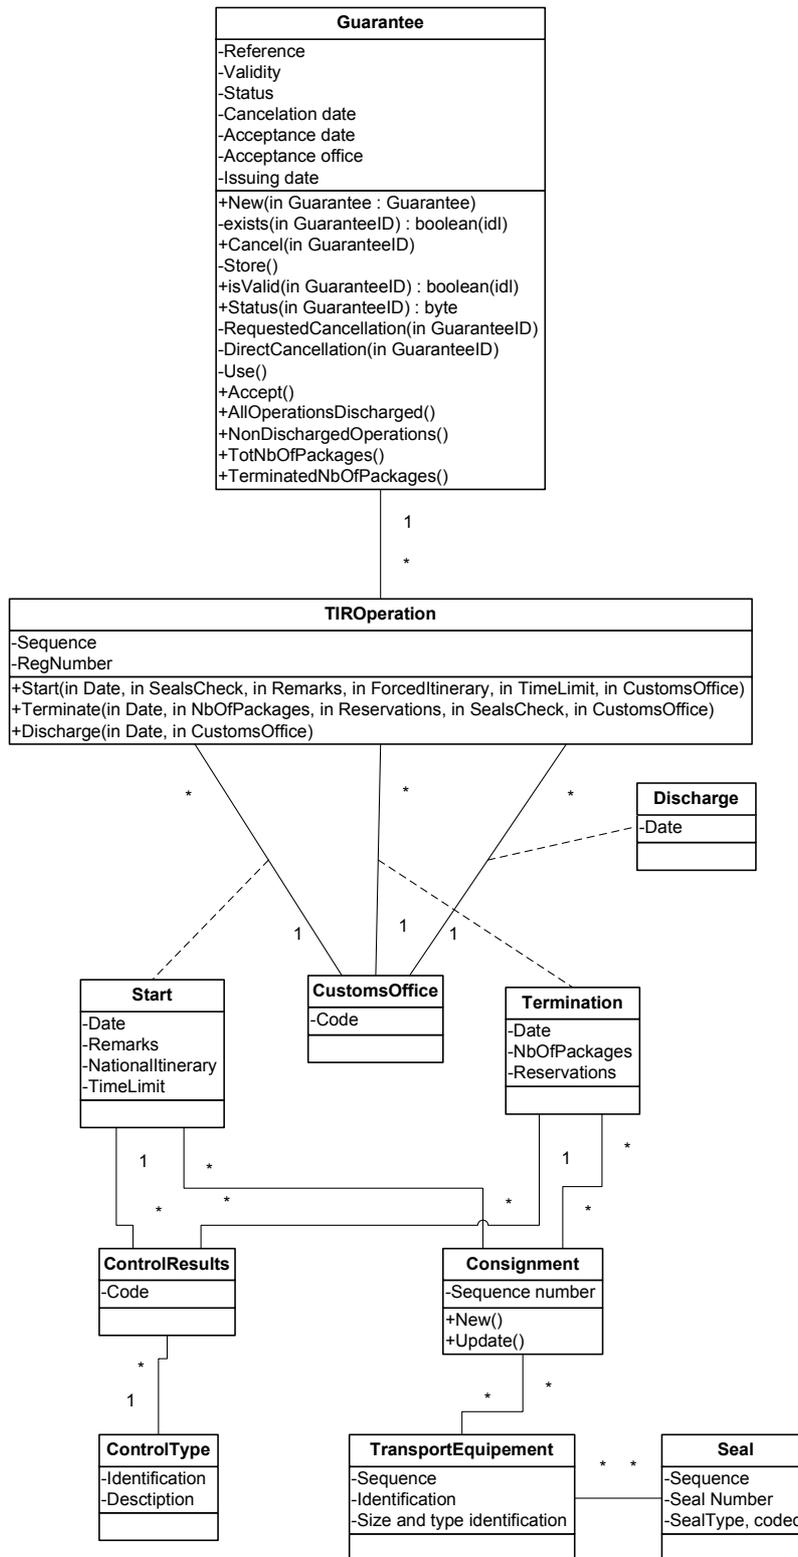 Guarantee
-Reference
-Validity
-Status
-Cancelation date
-Acceptance date
-Acceptance office
-Issuing date
+New(in Guarantee : Guarantee)
-exists(in GuaranteeID) : boolean(idl)
+Cancel(in GuaranteeID)
-Store()
+isValid(in GuaranteeID) : boolean(idl)
+Status(in GuaranteeID) : byte
-RequestedCancellation(in GuaranteeID)
-DirectCancellation(in GuaranteeID)
-Use()
+Accept()
+AllOperationsDischarged()
+NonDischargedOperations()
+TotNbOfPackages()
+TerminatedNbOfPackages()
1
*
TIROperation
-Sequence
-RegNumber
+Start(in Date, in SealsCheck, in Remarks, in ForcedItinerary, in TimeLimit, in CustomsOffice)
+Terminate(in Date, in NbOfPackages, in Reservations, in SealsCheck, in CustomsOffice)
+Discharge(in Date, in CustomsOffice)
* * *
Discharge
-Date
1 1 1
Start
-Date
-Remarks
-NationalItinerary
-TimeLimit
CustomsOffice
-Code
Termination
-Date
-NbOfPackages
-Reservations
1 * 1 *
* * * *
ControlResults
-Code
Consignment
-Sequence number
+New()
+Update()
*
1
* *
ControlType
-Identification
-Desctiption
TransportEquipement
-Sequence
-Identification
-Size and type identification
* *
Seal
-Sequence
-Seal Number
-SealType, coded